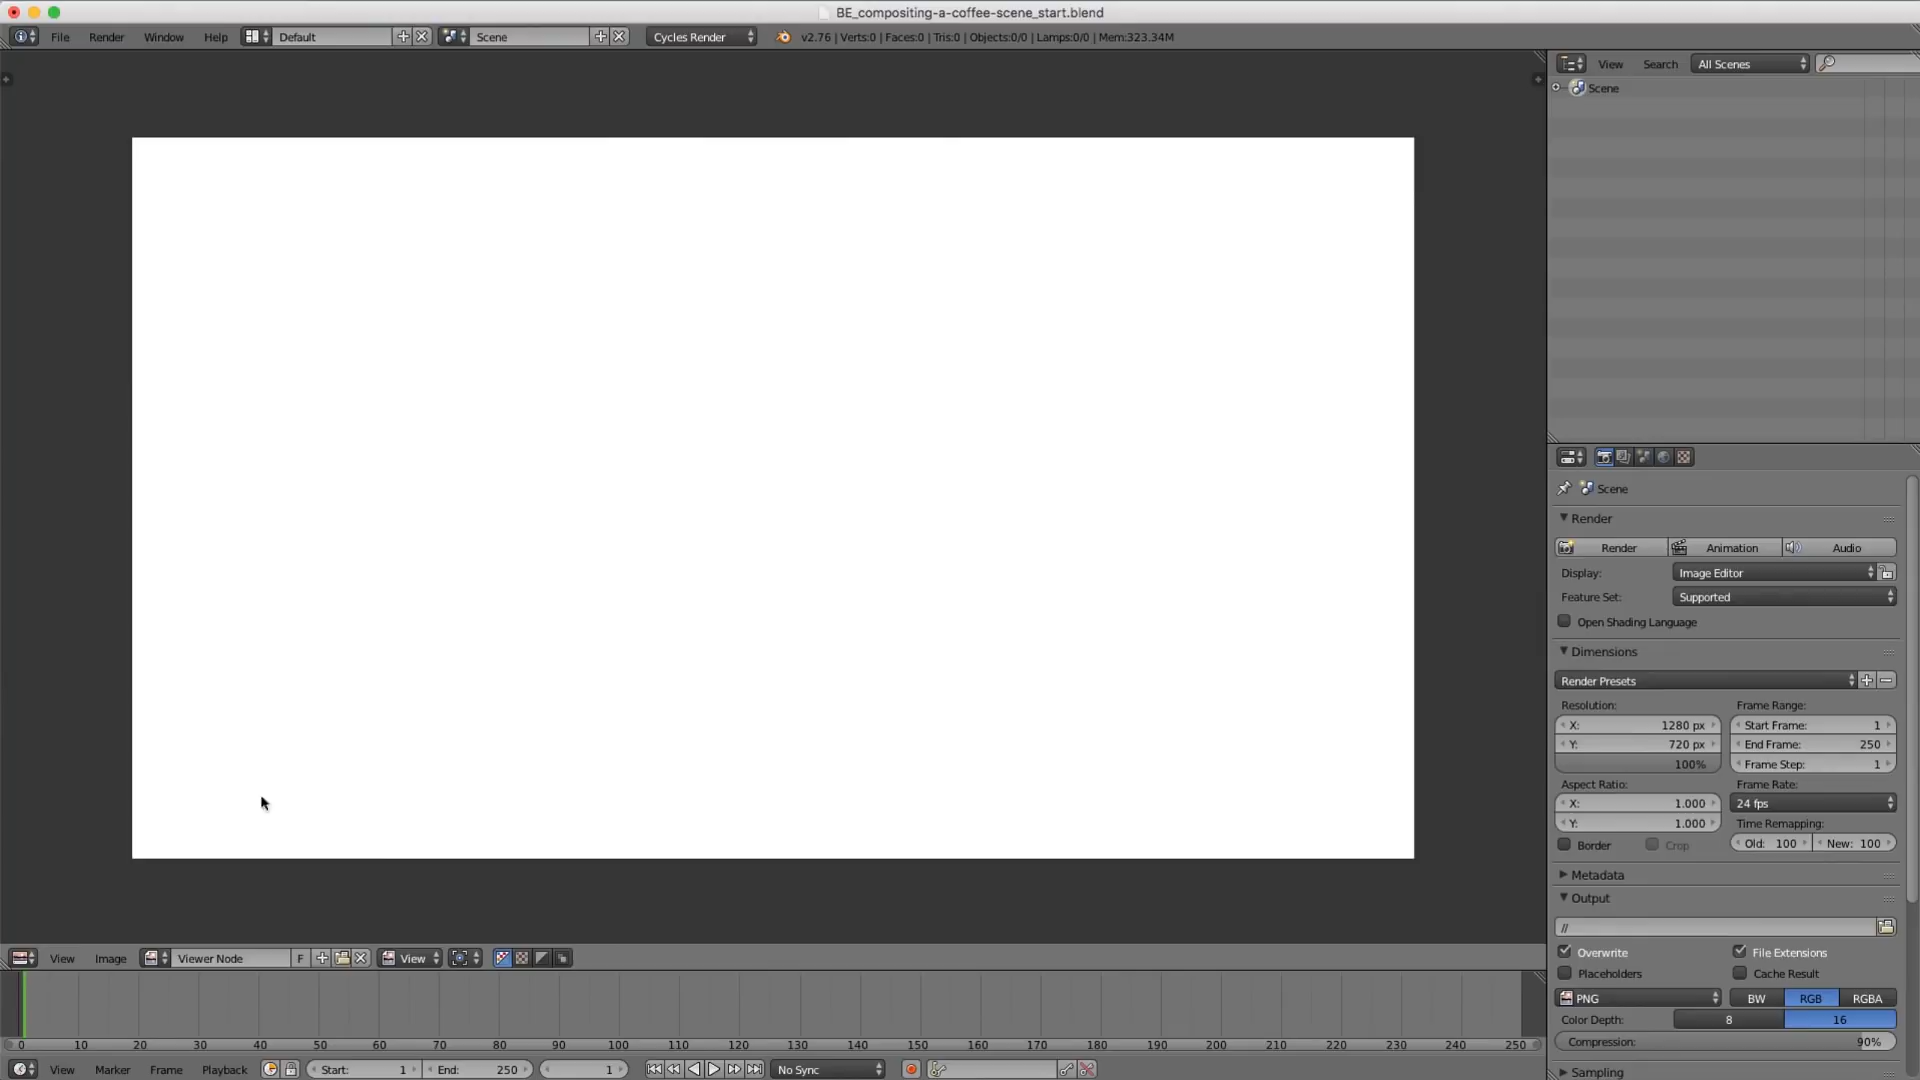 BE_compositing-a-coffee-scene_start.blend
File Render Window Help Default Scene Cycles Render v2.76 | Verts:0 | Faces:0 | Tris:0 | Objects:0/0 | Lamps:0/0 | Mem:323.34M
View Search All Scenes
Scene
Scene
Render
Render Animation Audio
Display: Image Editor
Feature Set: Supported
Open Shading Language
Dimensions
Render Presets
Resolution: Frame Range:
X: 1280 px Start Frame: 1
Y: 720 px End Frame: 250
100% Frame Step: 1
Aspect Ratio: Frame Rate:
X: 1.000 24 fps
Y: 1.000 Time Remapping:
Border Crop Old: 100 New: 100
Metadata
Output
//
Overwrite File Extensions
Placeholders Cache Result
PNG BW RGB RGBA
Color Depth: 8 16
Compression: 90%
Sampling
View Image Viewer Node F View
0 10 20 30 40 50 60 70 80 90 100 110 120 130 140 150 160 170 180 190 200 210 220 230 240 250
View Marker Frame Playback Start: 1 End: 250 1 No Sync